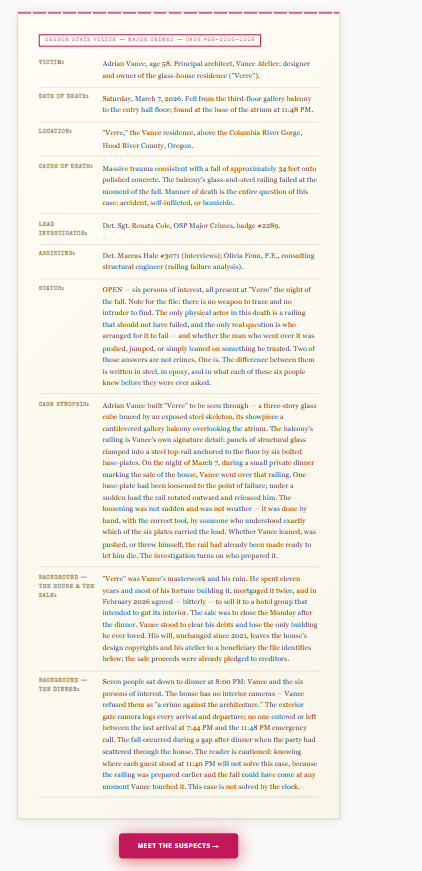 OREGON STATE POLICE — MAJOR CRIMES — CASE #GH-2026-0309
VICTIM:
Adrian Vance, age 58. Principal architect, Vance Atelier; designer
and owner of the glass-house residence ("Verre").
DATE OF DEATH:
Saturday, March 7, 2026. Fell from the third-floor gallery balcony
to the entry hall floor; found at the base of the atrium at 11:48 PM.
LOCATION:
"Verre," the Vance residence, above the Columbia River Gorge,
Hood River County, Oregon.
CAUSE OF DEATH:
Massive trauma consistent with a fall of approximately 34 feet onto
polished concrete. The balcony's glass-and-steel railing failed at the
moment of the fall. Manner of death is the entire question of this
case: accident, self-inflicted, or homicide.
LEAD
INVESTIGATOR:
Det. Sgt. Renata Cole, OSP Major Crimes, badge #2289.
ASSISTING:
Det. Marcus Hale #3071 (interviews); Olivia Fenn, P.E., consulting
structural engineer (railing failure analysis).
STATUS:
OPEN — six persons of interest, all present at "Verre" the night of
the fall. Note for the file: there is no weapon to trace and no
intruder to find. The only physical actor in this death is a railing
that should not have failed, and the only real question is who
arranged for it to fail — and whether the man who went over it was
pushed, jumped, or simply leaned on something he trusted. Two of
those answers are not crimes. One is. The difference between them
is written in steel, in epoxy, and in what each of these six people
knew before they were ever asked.
CASE SYNOPSIS:
Adrian Vance built "Verre" to be seen through — a three-story glass
cube braced by an exposed steel skeleton, its showpiece a
cantilevered gallery balcony overlooking the atrium. The balcony's
railing is Vance's own signature detail: panels of structural glass
clamped into a steel top-rail anchored to the floor by six bolted
base-plates. On the night of March 7, during a small private dinner
marking the sale of the house, Vance went over that railing. One
base-plate had been loosened to the point of failure; under a
sudden load the rail rotated outward and released him. The
loosening was not sudden and was not weather — it was done by
hand, with the correct tool, by someone who understood exactly
which of the six plates carried the load. Whether Vance leaned, was
pushed, or threw himself, the rail had already been made ready to
let him die. The investigation turns on who prepared it.
BACKGROUND —
THE HOUSE & THE
SALE:
"Verre" was Vance's masterwork and his ruin. He spent eleven
years and most of his fortune building it, mortgaged it twice, and in
February 2026 agreed — bitterly — to sell it to a hotel group that
intended to gut its interior. The sale was to close the Monday after
the dinner. Vance stood to clear his debts and lose the only building
he ever loved. His will, unchanged since 2021, leaves the house's
design copyrights and his atelier to a beneficiary the file identifies
below; the sale proceeds were already pledged to creditors.
BACKGROUND —
THE DINNER:
Seven people sat down to dinner at 8:00 PM: Vance and the six
persons of interest. The house has no interior cameras — Vance
refused them as "a crime against the architecture." The exterior
gate camera logs every arrival and departure; no one entered or left
between the last arrival at 7:44 PM and the 11:48 PM emergency
call. The fall occurred during a gap after dinner when the party had
scattered through the house. The reader is cautioned: knowing
where each guest stood at 11:40 PM will not solve this case, because
the railing was prepared earlier and the fall could have come at any
moment Vance touched it. This case is not solved by the clock.
MEET THE SUSPECTS →